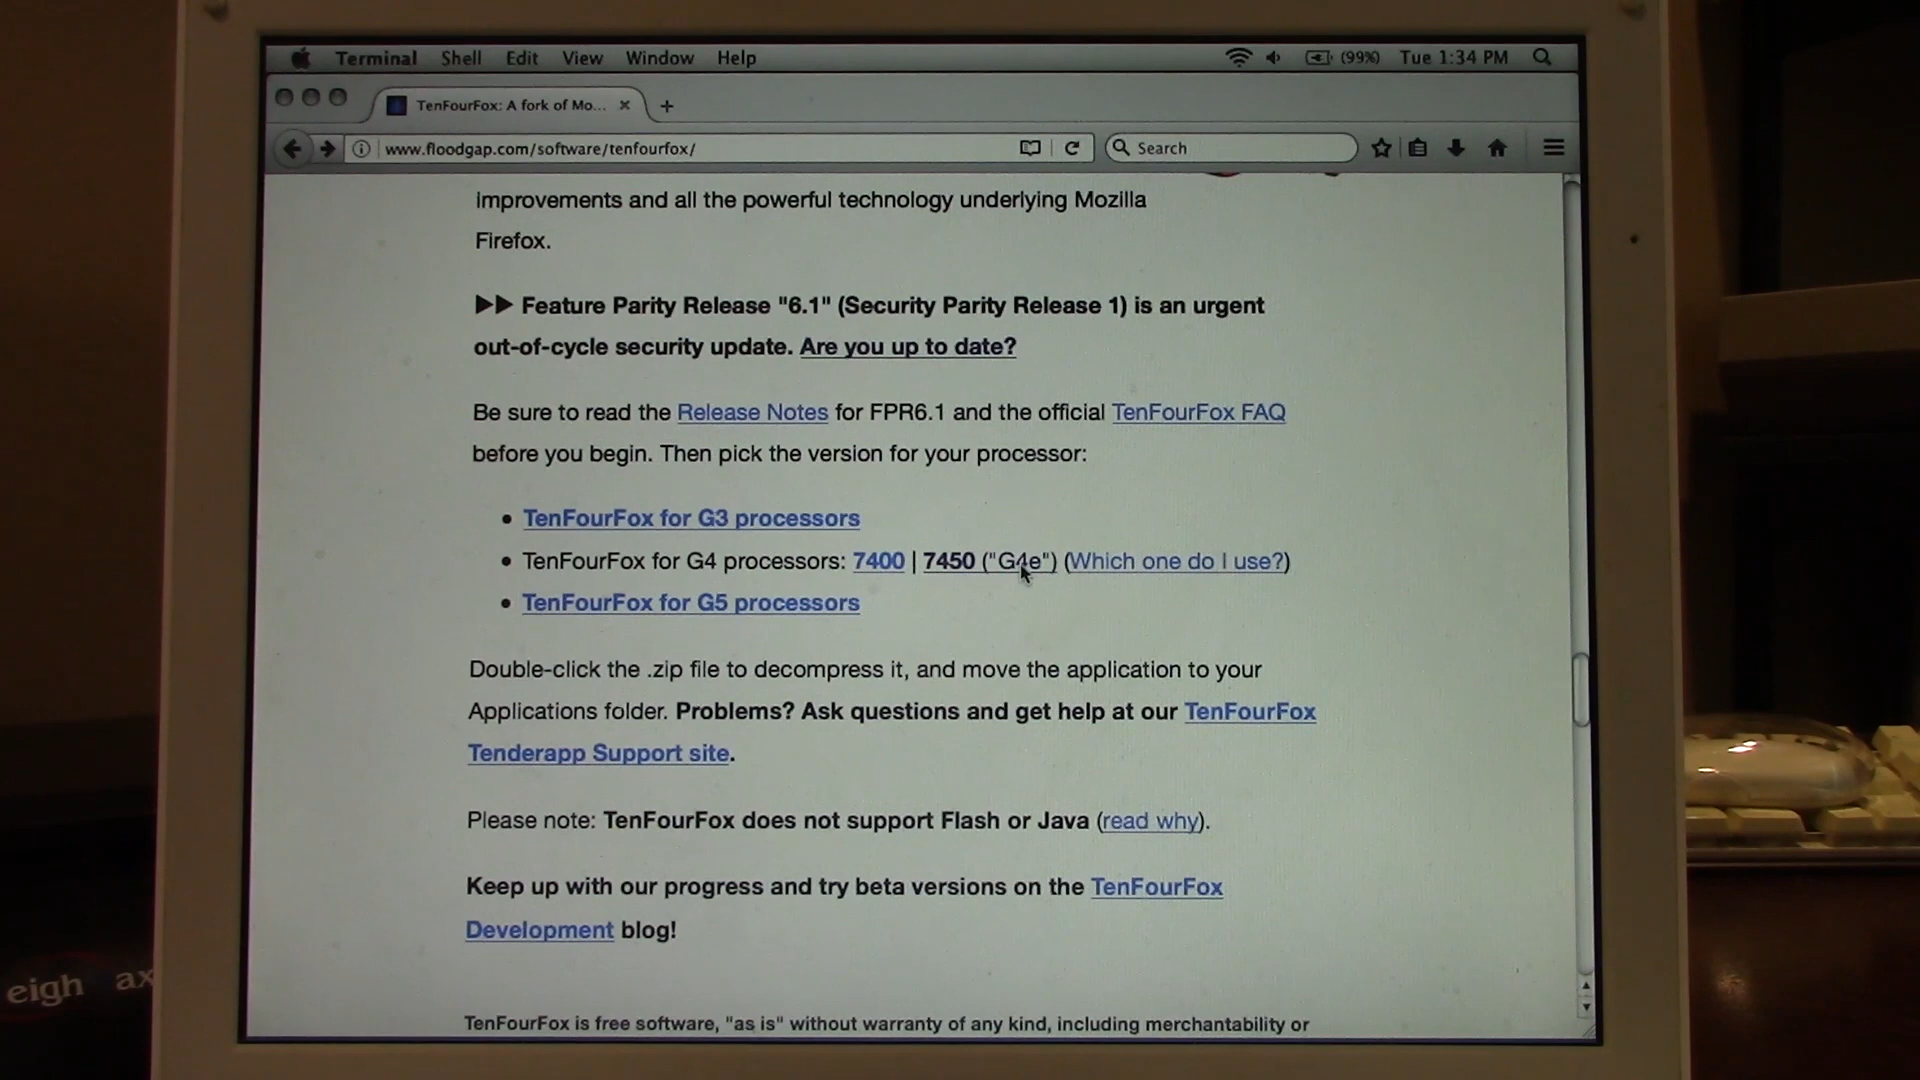 Terminal Shell Edit View Window Help (99%) Tue 1:34 PM
TenFourFox: A fork of Mo...
www.floodgap.com/software/tenfourfox/ Search
Improvements and all the powerful technology underlying Mozilla
Firefox.
▶▶ Feature Parity Release "6.1" (Security Parity Release 1) is an urgent
out-of-cycle security update. Are you up to date?
Be sure to read the Release Notes for FPR6.1 and the official TenFourFox FAQ
before you begin. Then pick the version for your processor:
• TenFourFox for G3 processors
• TenFourFox for G4 processors: 7400 | 7450 ("G4e") (Which one do I use?)
• TenFourFox for G5 processors
Double-click the .zip file to decompress it, and move the application to your
Applications folder. Problems? Ask questions and get help at our TenFourFox
Tenderapp Support site.
Please note: TenFourFox does not support Flash or Java (read why).
Keep up with our progress and try beta versions on the TenFourFox
Development blog!
TenFourFox is free software, "as is" without warranty of any kind, including merchantability or